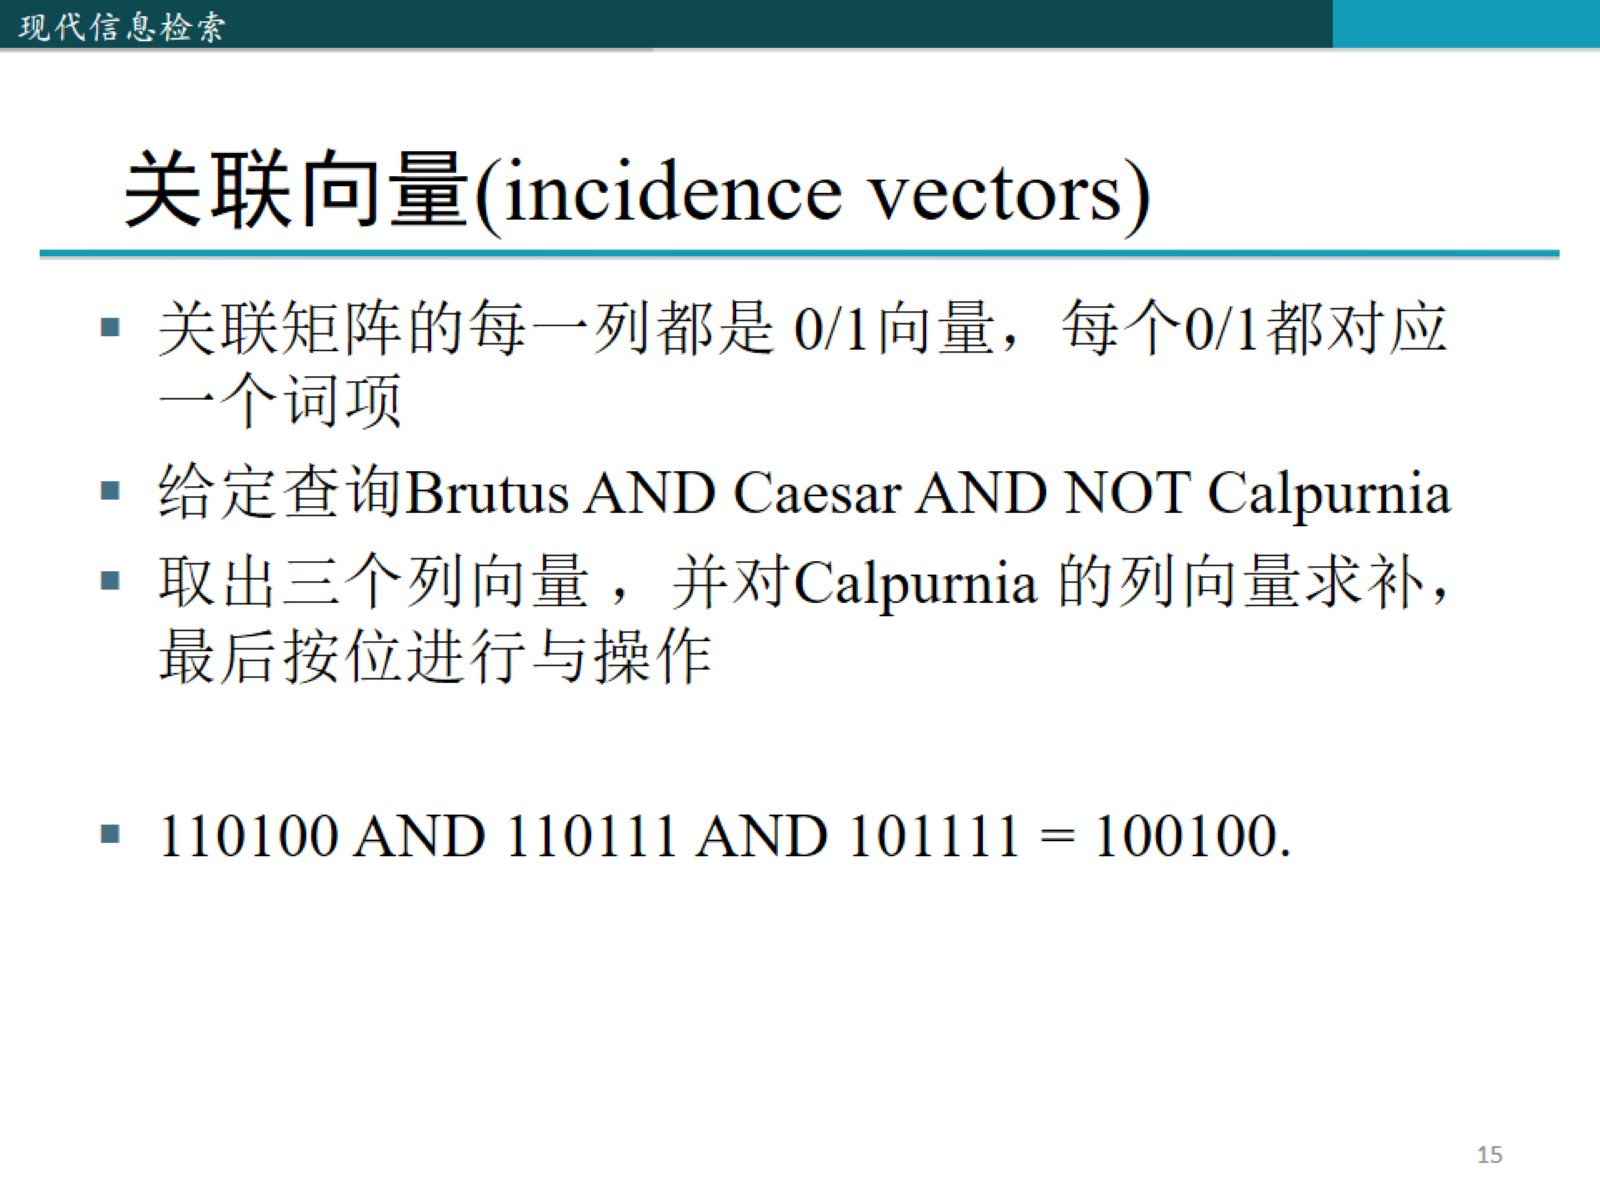 现代信息检索
关联向量(incidence vectors)
关联矩阵的每一列都是 0/1向量，每个0/1都对应
一个词项
给定查询Brutus AND Caesar AND NOT Calpurnia
取出三个列向量 ，并对Calpurnia 的列向量求补，
最后按位进行与操作
110100 AND 110111 AND 101111 = 100100.
15